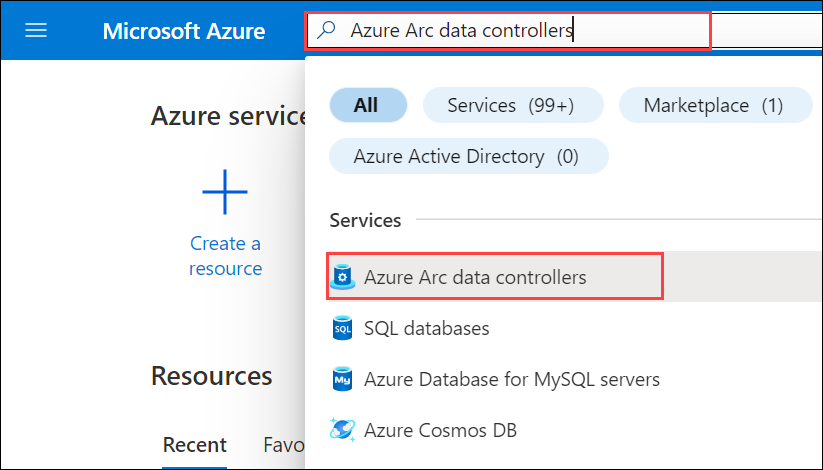 Microsoft Azure
Azure Arc data controllers
All
Services (99+)
Marketplace (1)
Azure Active Directory (0)
Azure service
Create a
resource
Services
Azure Arc data controllers
SQL
SQL databases
My
Azure Database for MySQL servers
Azure Cosmos DB
Resources
Recent
Favo